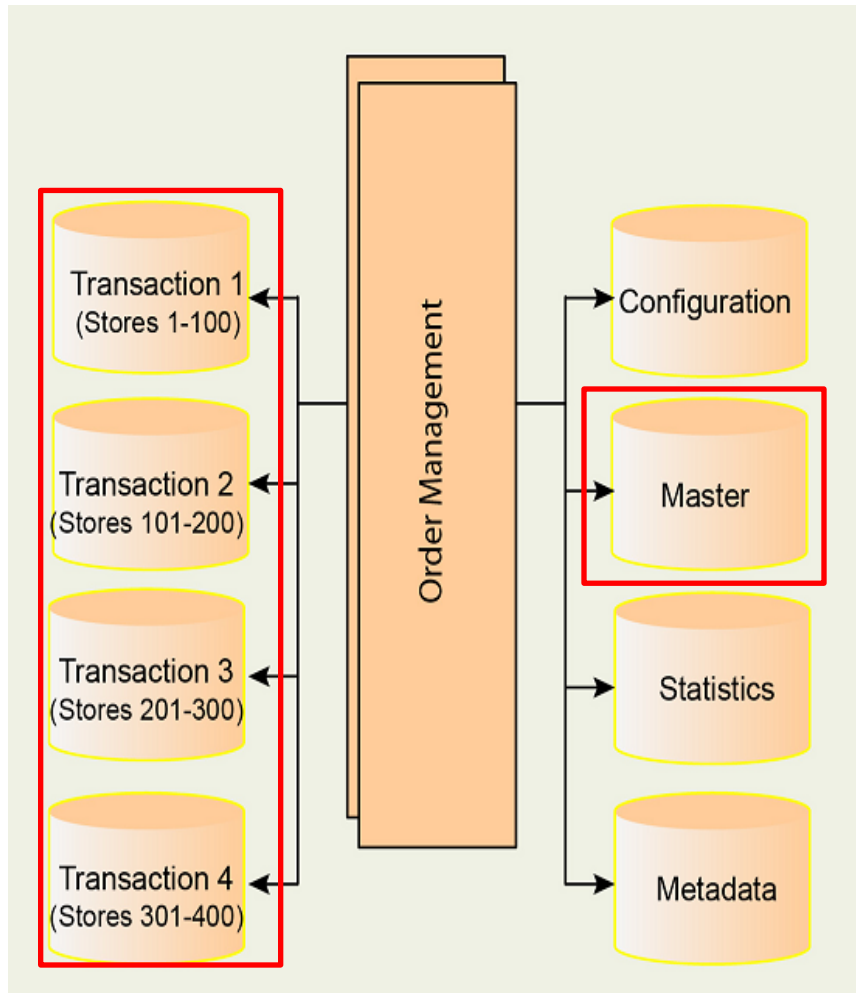 Transaction 1
(Stores 1-100)
Transaction 2
(Stores 101-200)
Transaction 3
(Stores 201-300)
Transaction 4
(Stores 301-400)
Order Management
Configuration
Master
Statistics
Metadata